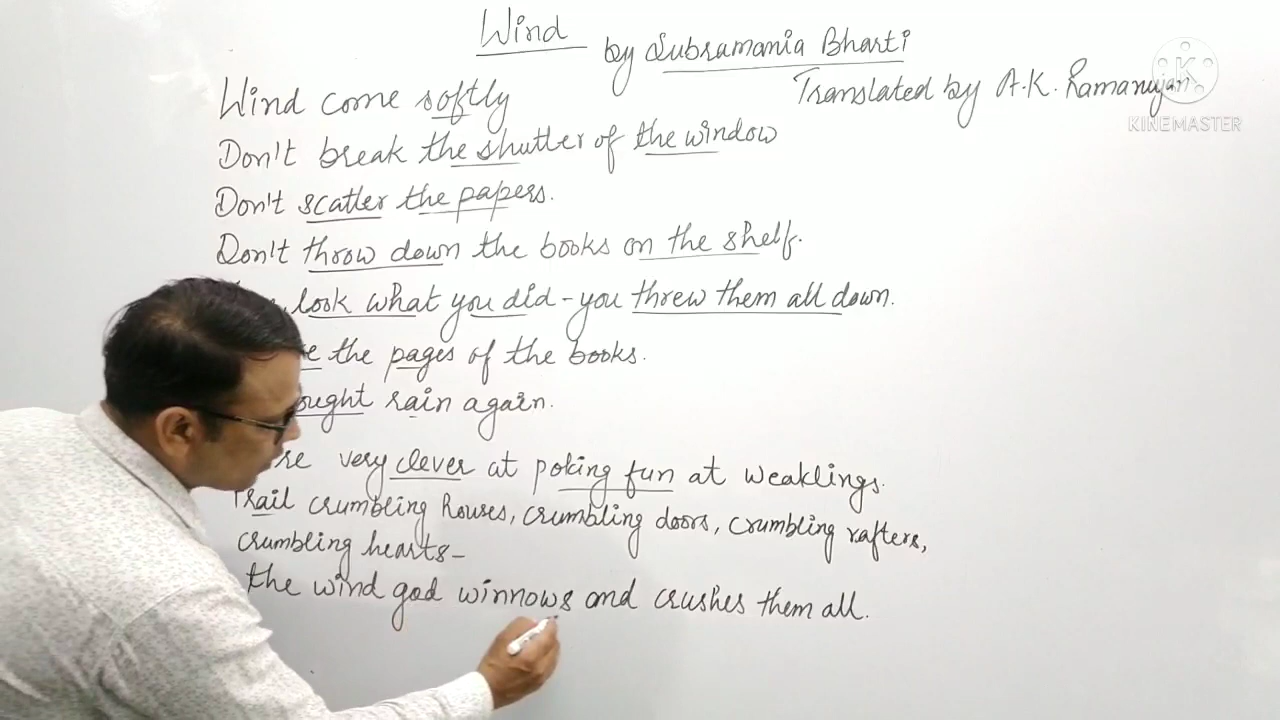 Wind
by Subramania Bharti
Translated by A.K. Ramanujan
K
KINEMASTER
Wind come softly
Don't break the shutter of the window
Don't scatter the papers.
Don't throw down the books on the shelf.
look what you did - you threw them all down.
the pages of the books.
rain again.
very clever at poking fun at weaklings.
Frail crumbling houses, crumbling doors, crumbling rafters,
crumbling hearts -
the wind god winnows and crushes them all.